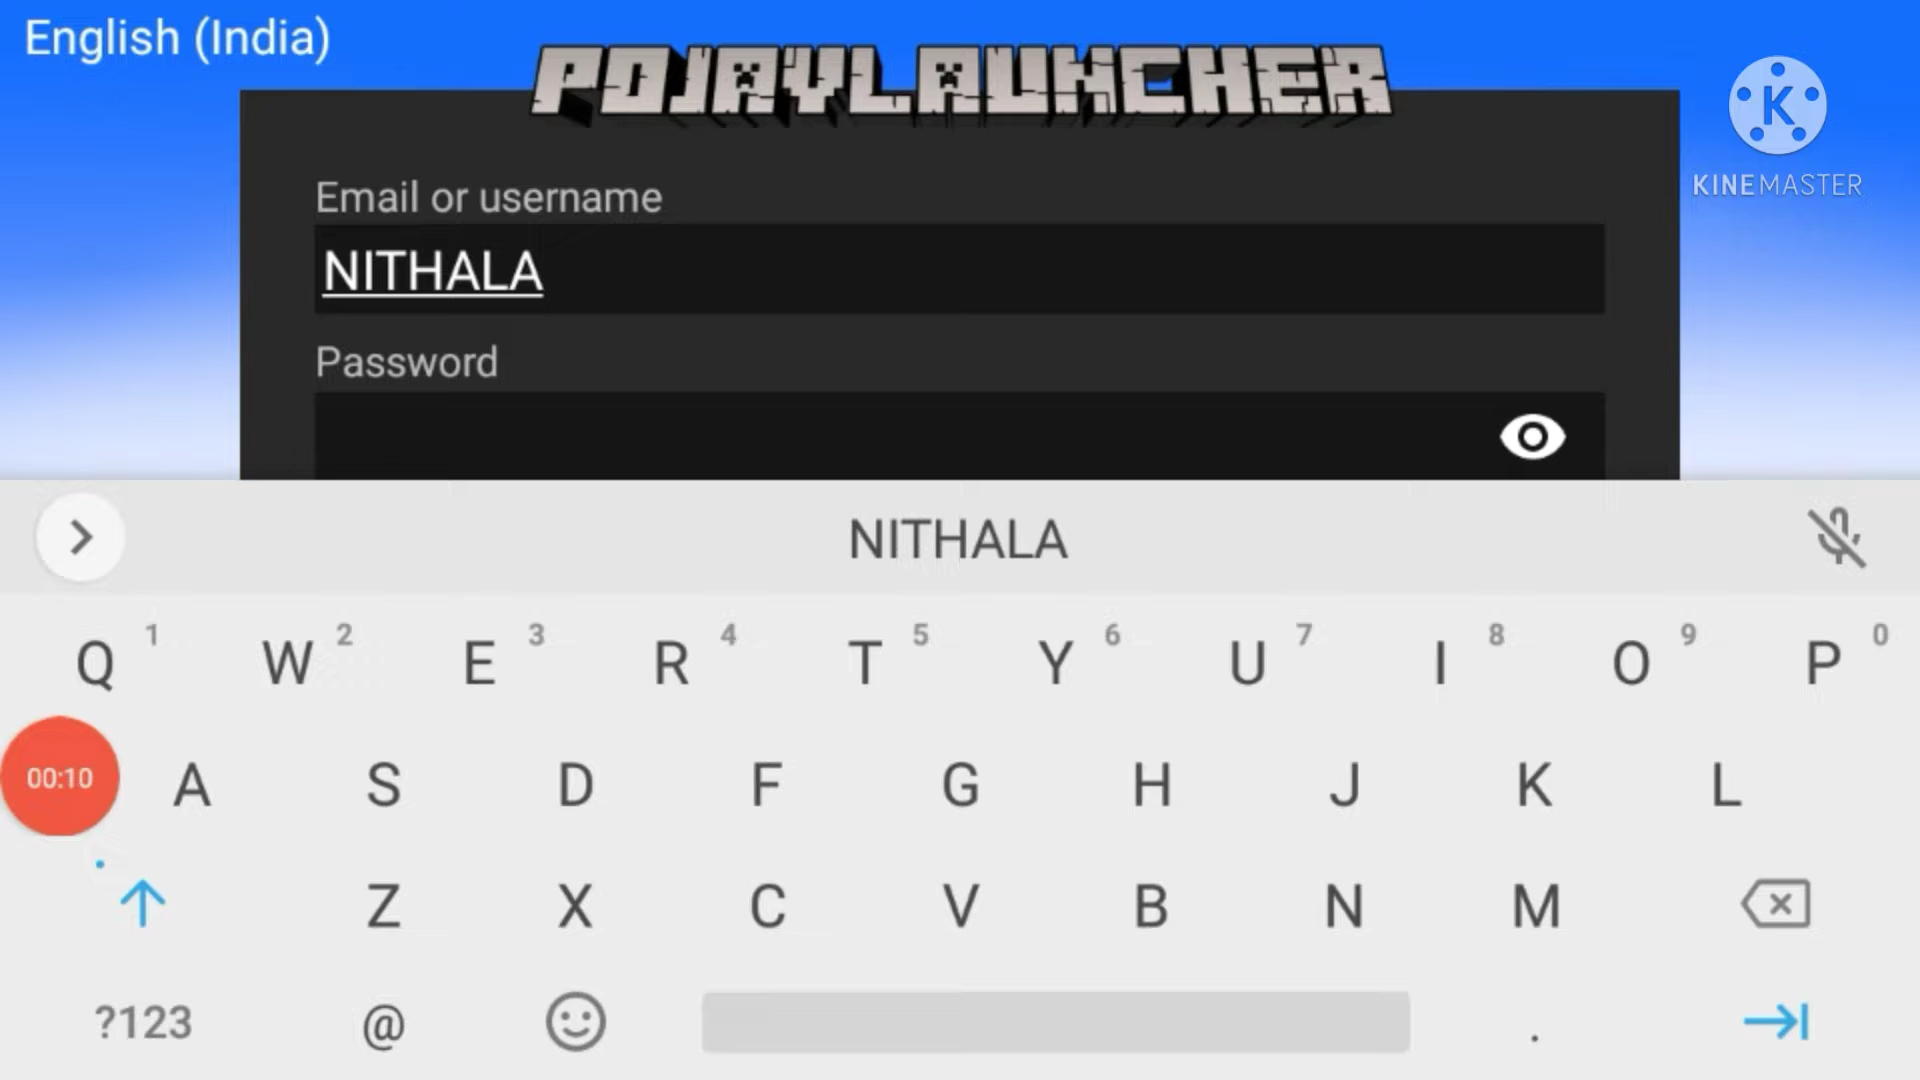 English (India)
POJAVLAUNCHER
K
KINEMASTER
Email or username
NITHALA
Password
NITHALA
1 2 3 4 5 6 7 8 9 0
Q W E R T Y U I O P
00:10
A S D F G H J K L
Z X C V B N M
?123 @ .